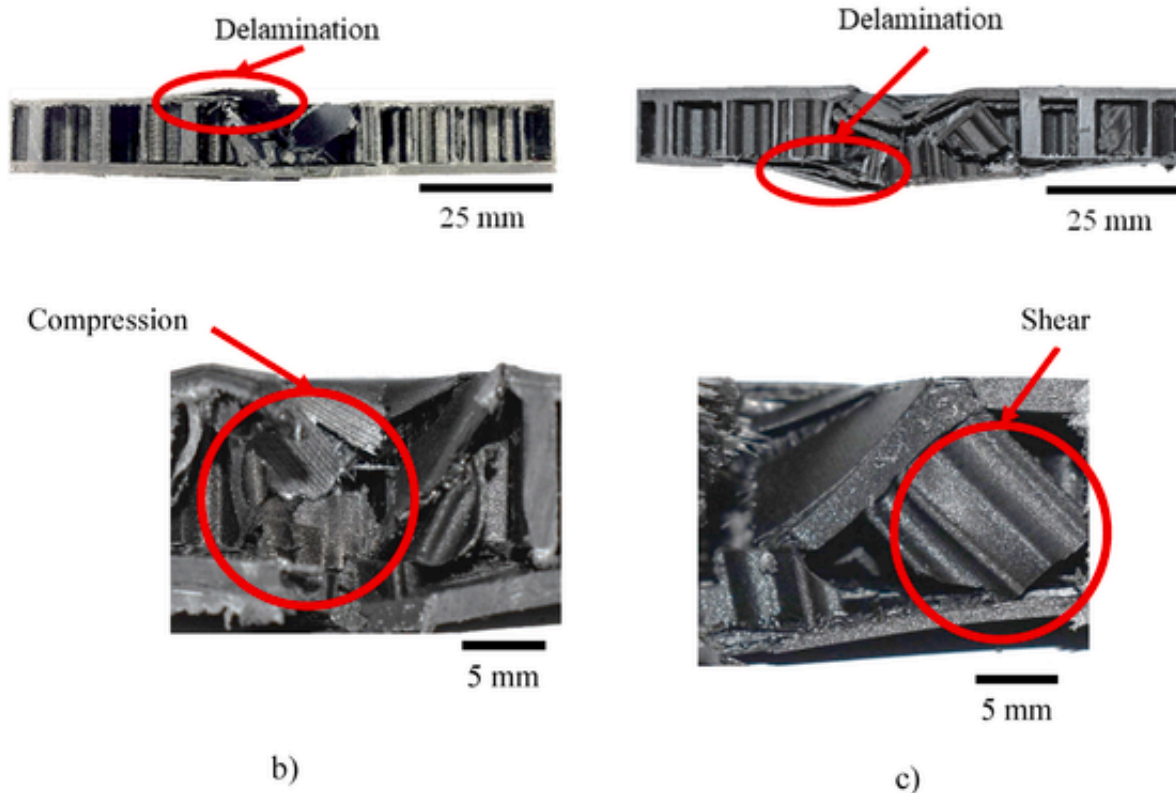 Delamination
Delamination
25 mm
25 mm
Compression
Shear
5 mm
5 mm
b)
c)